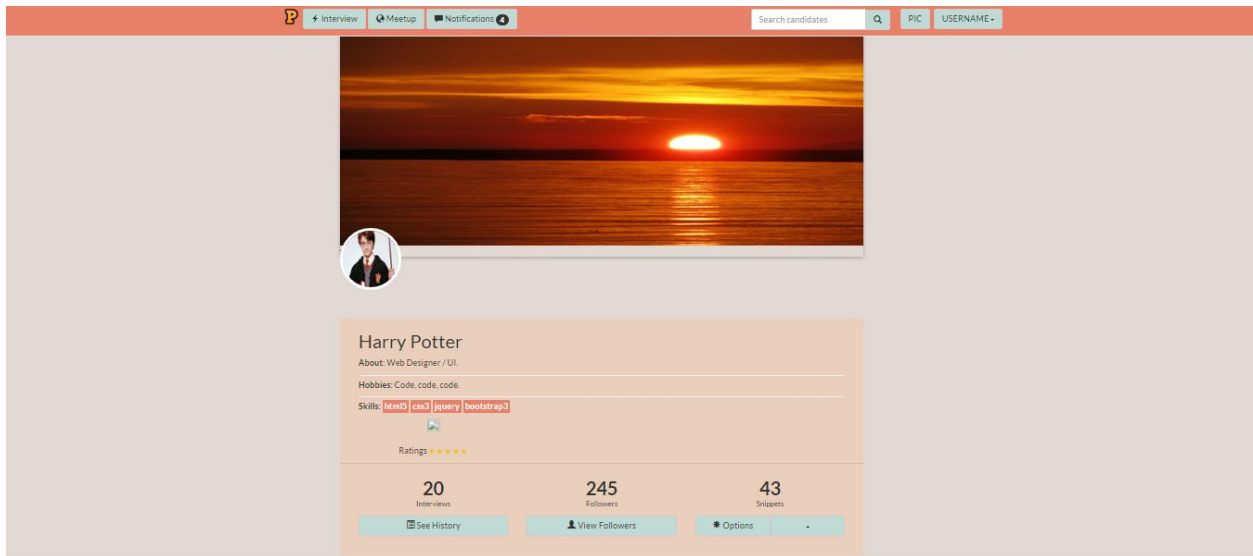 P Interview Meetup Notifications 4 Search candidates PIC USERNAME
Harry Potter
About: Web Designer / UI.
Hobbies: Code, code, code.
Skills: html5 css3 jquery bootstrap3
Ratings
20 245 43
Interviews Followers Snippets
See History View Followers Options